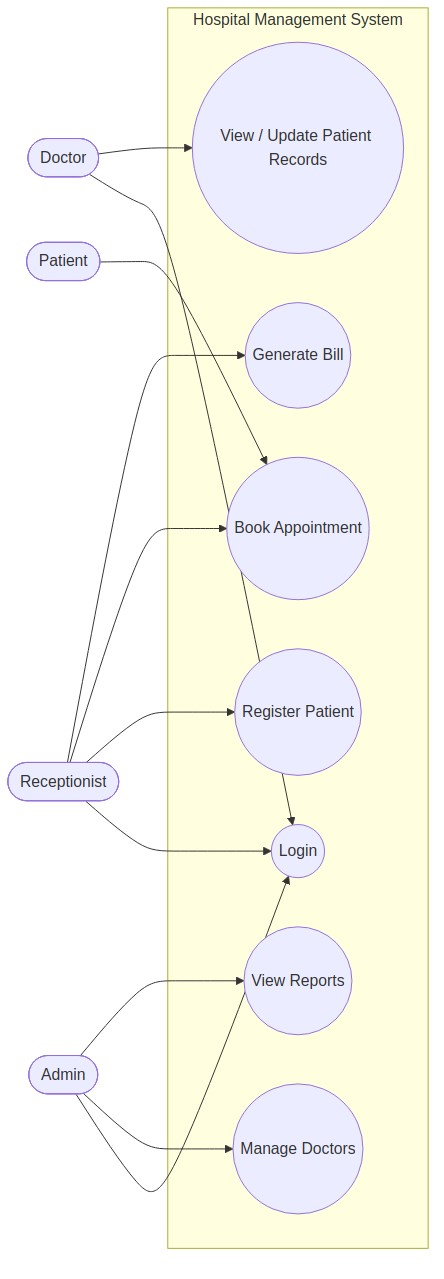 Hospital Management System
View / Update Patient
Records
Doctor
Patient
Generate Bill
Book Appointment
Register Patient
Receptionist
Login
View Reports
Admin
Manage Doctors